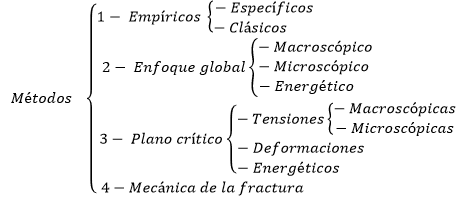 Métodos
1 − Empíricos
− Específicos
− Clásicos
2 − Enfoque global
− Macroscópico
− Microscópico
− Energético
3 − Plano crítico
− Tensiones
− Macroscópicas
− Microscópicas
− Deformaciones
− Energéticos
4 − Mecánica de la fractura